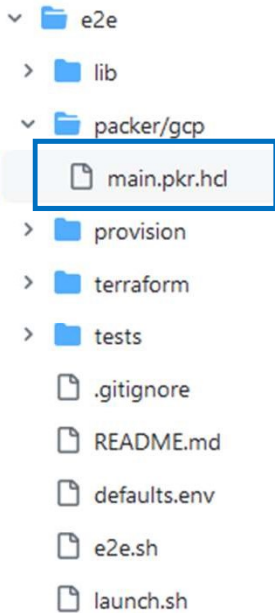 e2e
lib
packer/gcp
main.pkr.hcl
provision
terraform
tests
.gitignore
README.md
defaults.env
e2e.sh
launch.sh